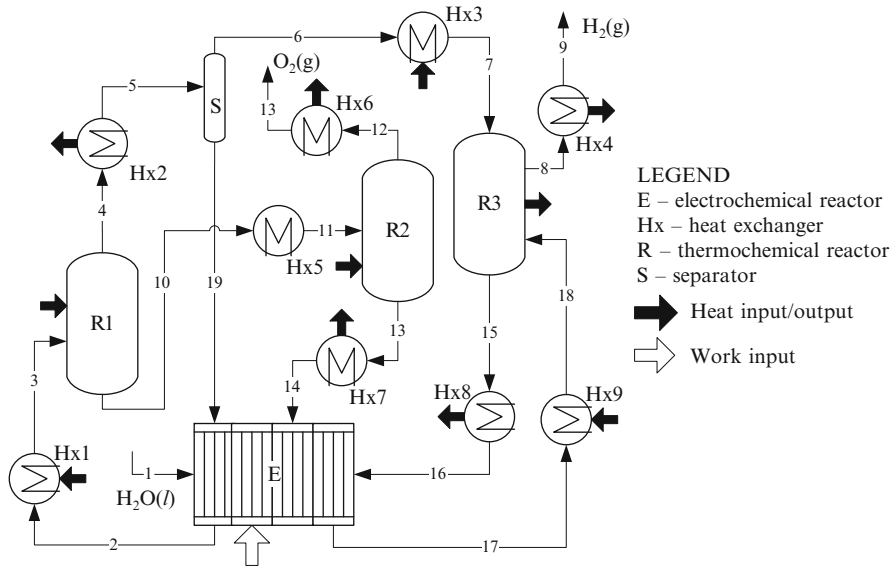 6
Hx3
9
H₂(g)
O₂(g)
5
S
13
Hx6
7
12
Hx4
Hx2
8
4
R2
R3
11
10
19
Hx5
18
R1
13
15
3
14
Hx7
Hx8
Hx9
Hx1
1
E
16
H₂O(l)
2
17
LEGEND
E – electrochemical reactor
Hx – heat exchanger
R – thermochemical reactor
S – separator
Heat input/output
Work input